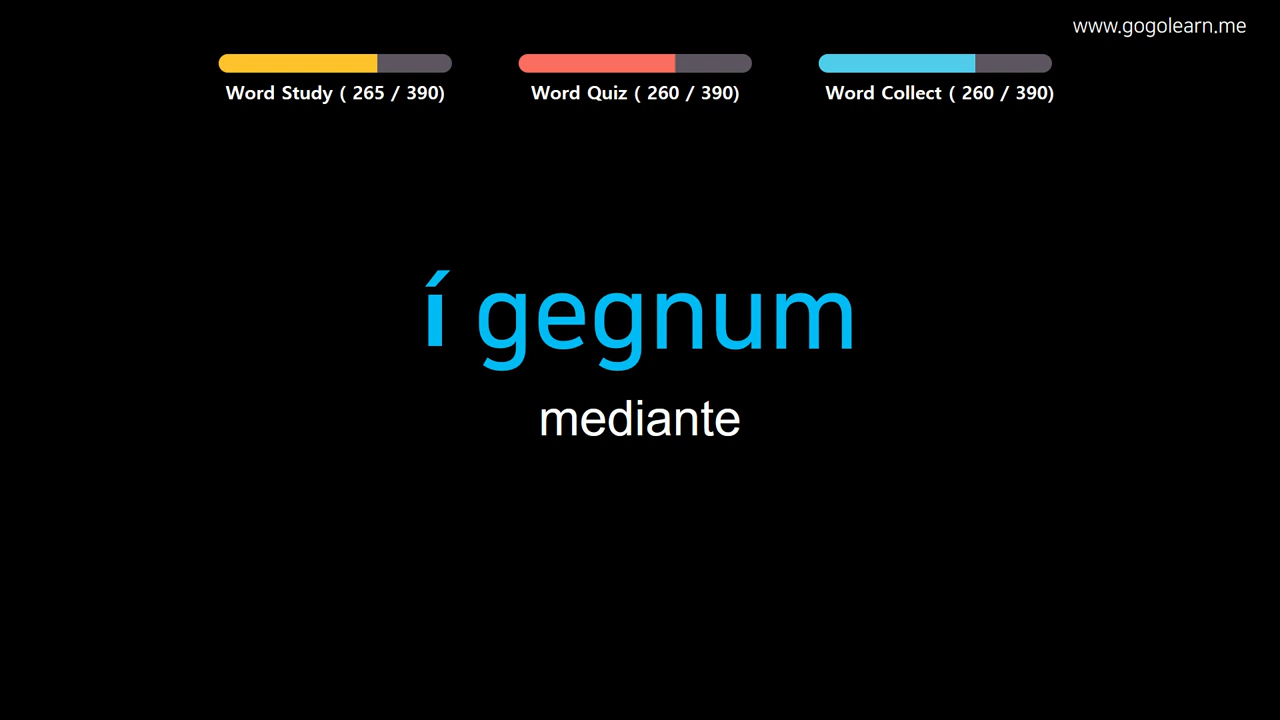 www.gogolearn.me
Word Study ( 265 / 390)
Word Quiz ( 260 / 390)
Word Collect ( 260 / 390)
í gegnum
mediante